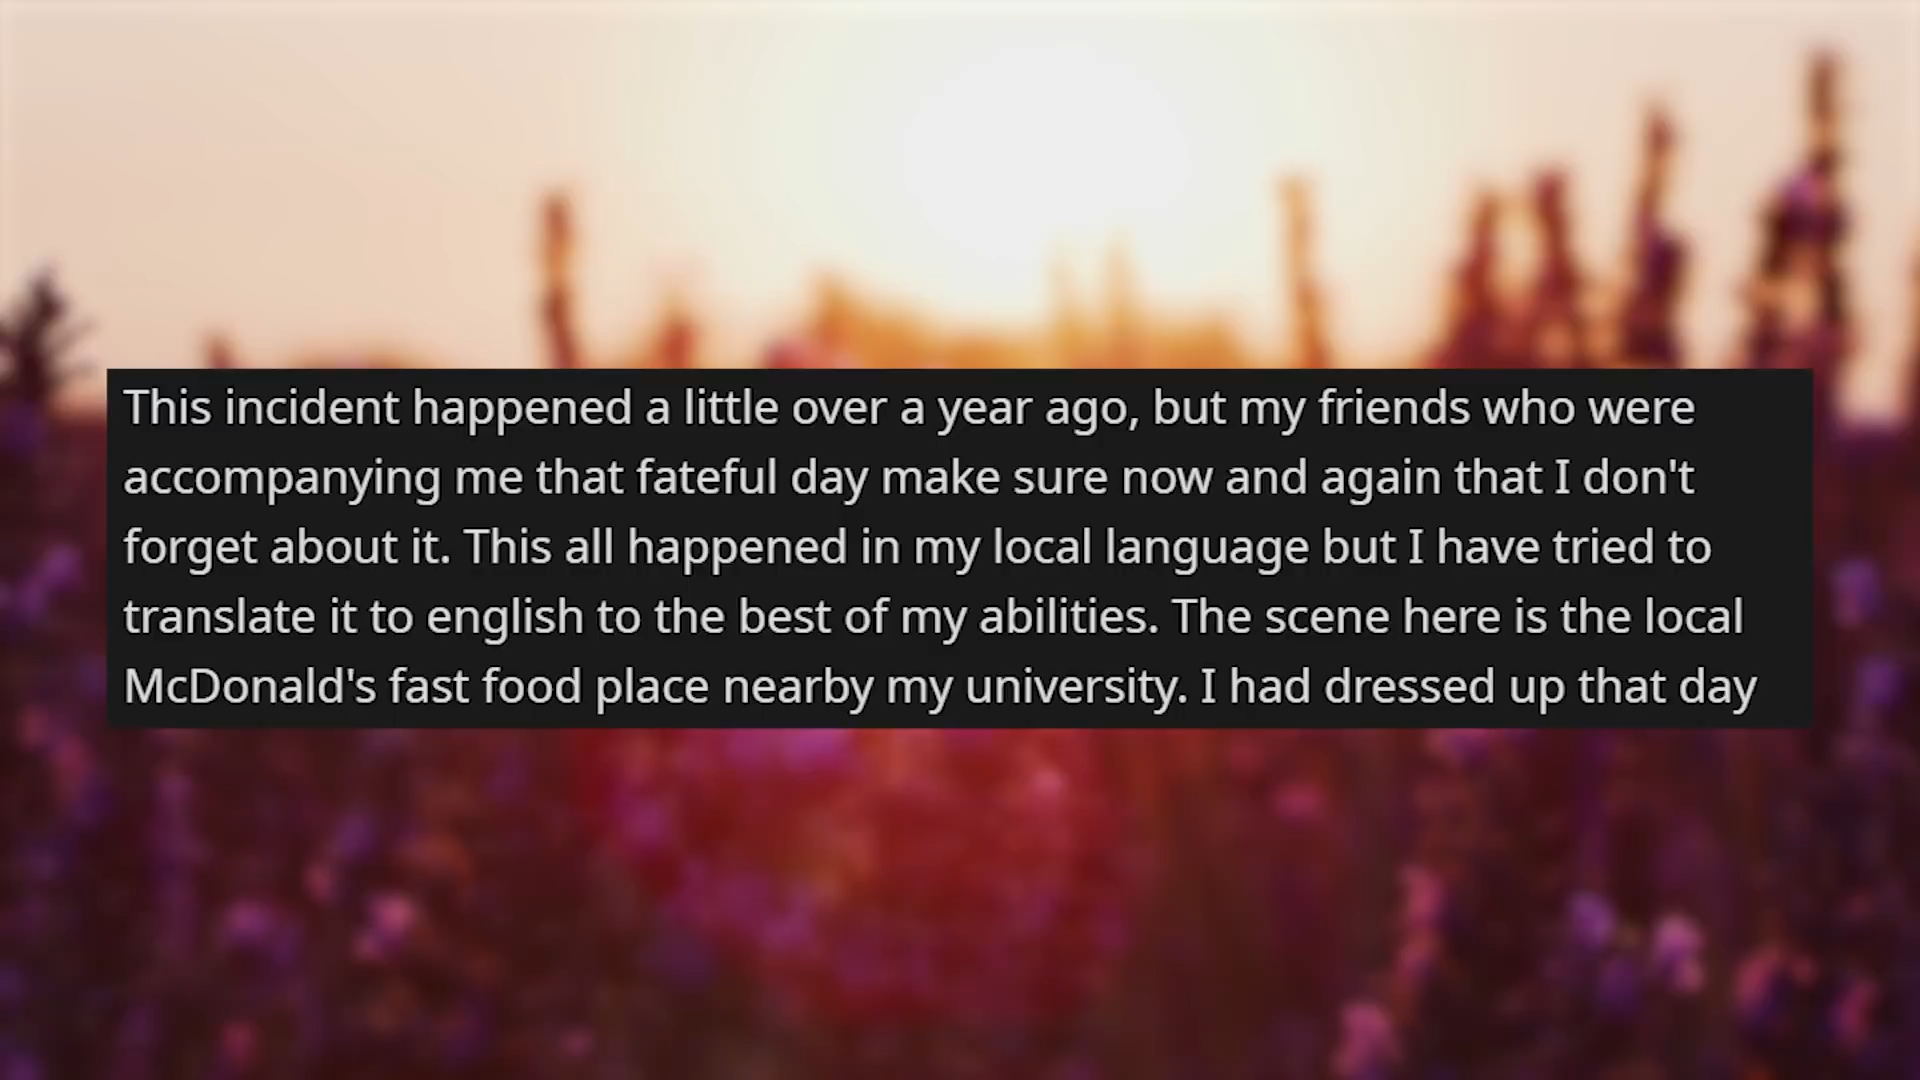 This incident happened a little over a year ago, but my friends who were
accompanying me that fateful day make sure now and again that I don't
forget about it. This all happened in my local language but I have tried to
translate it to english to the best of my abilities. The scene here is the local
McDonald's fast food place nearby my university. I had dressed up that day